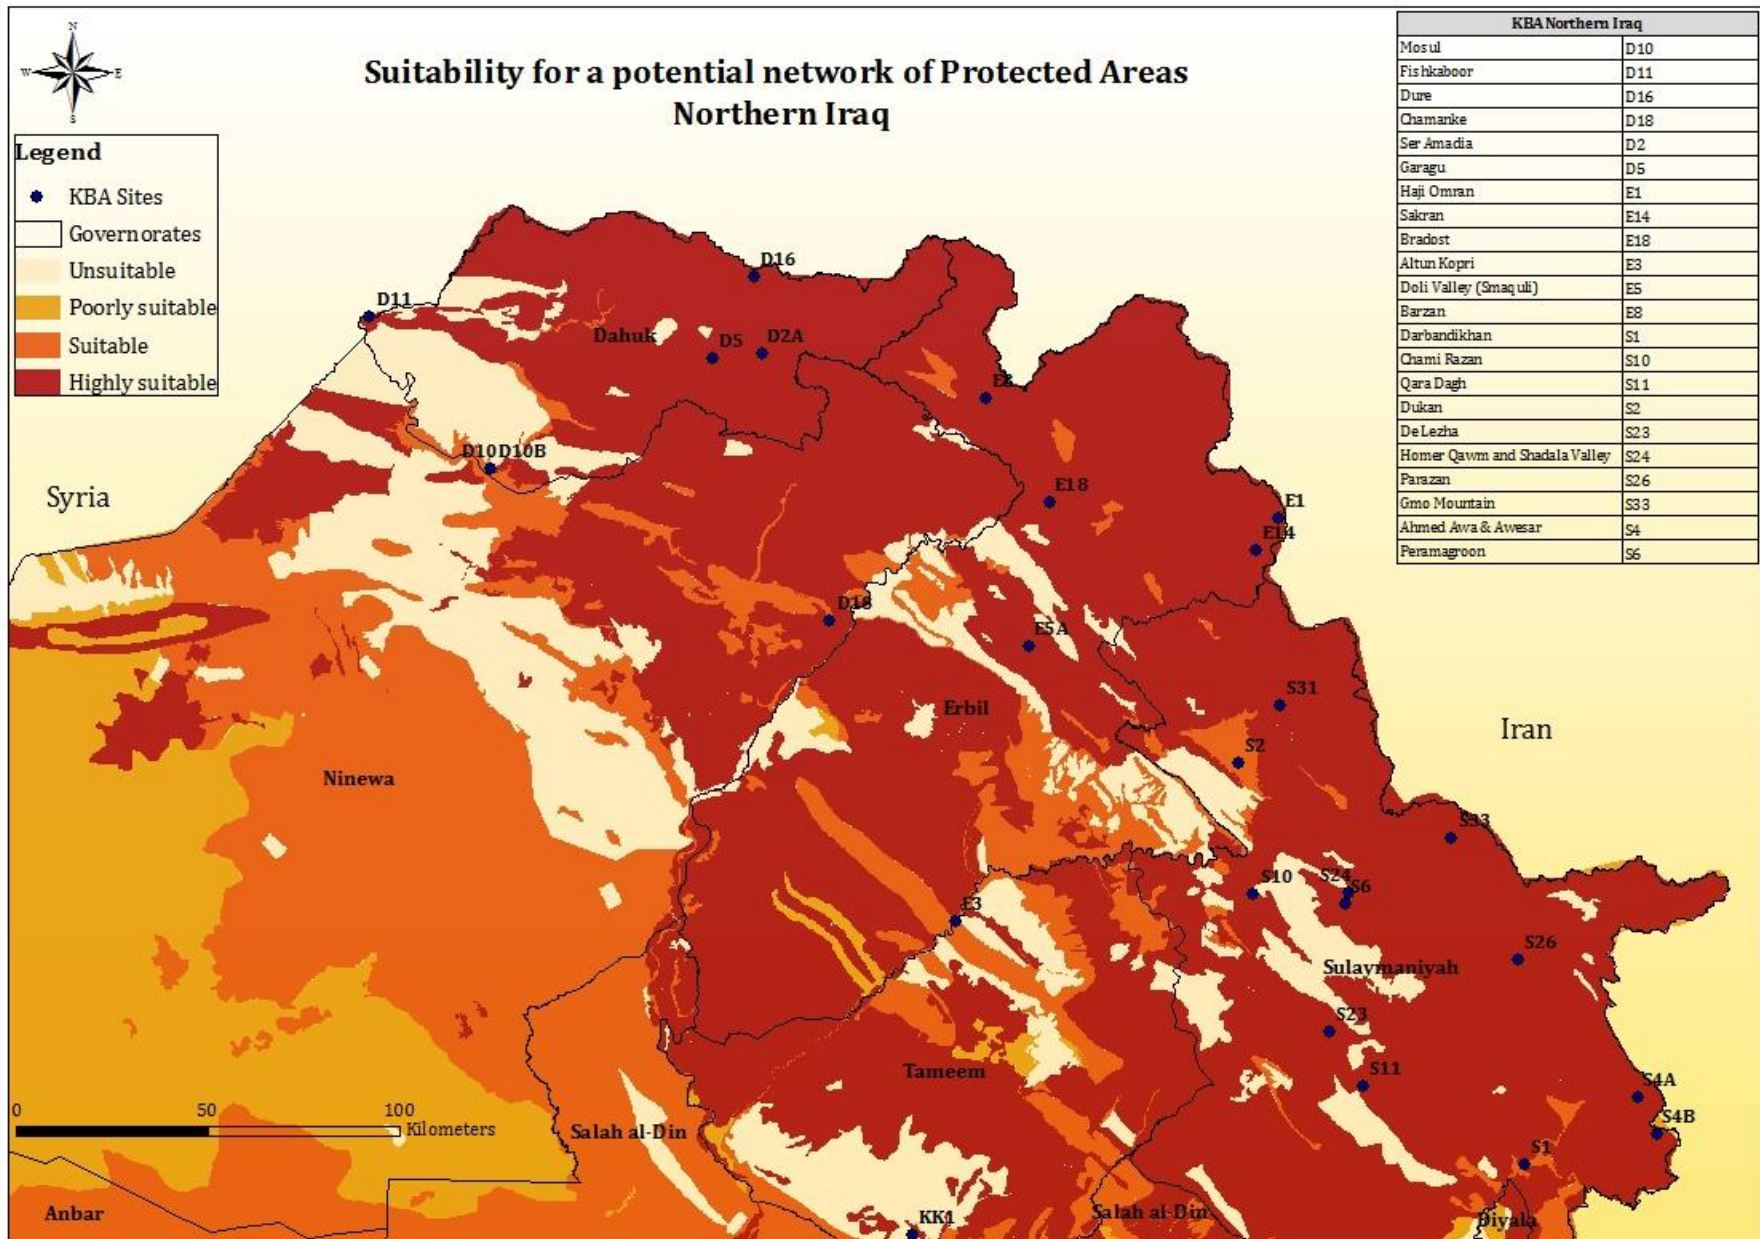 Suitability for a potential network of Protected Areas
Northern Iraq
N
W
E
S
Legend
KBA Sites
Governorates
Unsuitable
Poorly suitable
Suitable
Highly suitable
KBA Northern Iraq
Mosul D10
Fishkaboor D11
Dure D16
Chamanke D18
Ser Amadia D2
Garagu D5
Haji Omran E1
Sakran E14
Bradost E18
Altun Kopri E3
Doli Valley (Smaquli) E5
Barzan E8
Darbandikhan S1
Chami Razan S10
Qara Dagh S11
Dukan S2
De Lezha S23
Homer Qawm and Shadala Valley S24
Parazan S26
Gmo Mountain S33
Ahmed Awa & Awesar S4
Peramagroon S6
D16
D11
Dahuk
D5
D2A
E8
D10 D10B
Syria
E18
E1
E14
D18
E5A
S31
Erbil
Iran
S2
Ninewa
S33
S10
S24
S6
E3
S26
Sulaymaniyah
S23
Tameem
S11
S4A
0 50 100
Kilometers
Salah al-Din
S4B
S1
Anbar
KK1
Salah al-Din
Diyala